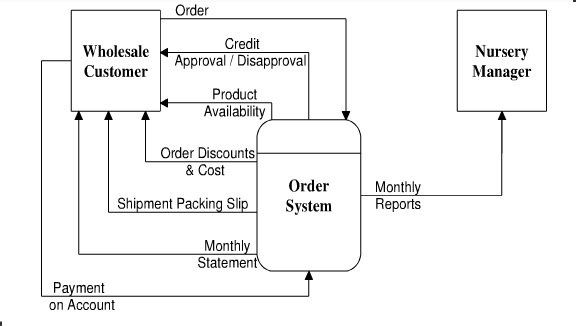 Order
Wholesale
Customer
Credit
Approval / Disapproval
Nursery
Manager
Product
Availability
Order Discounts
& Cost
Order
System
Shipment Packing Slip
Monthly
Reports
Monthly
Statement
Payment
on Account